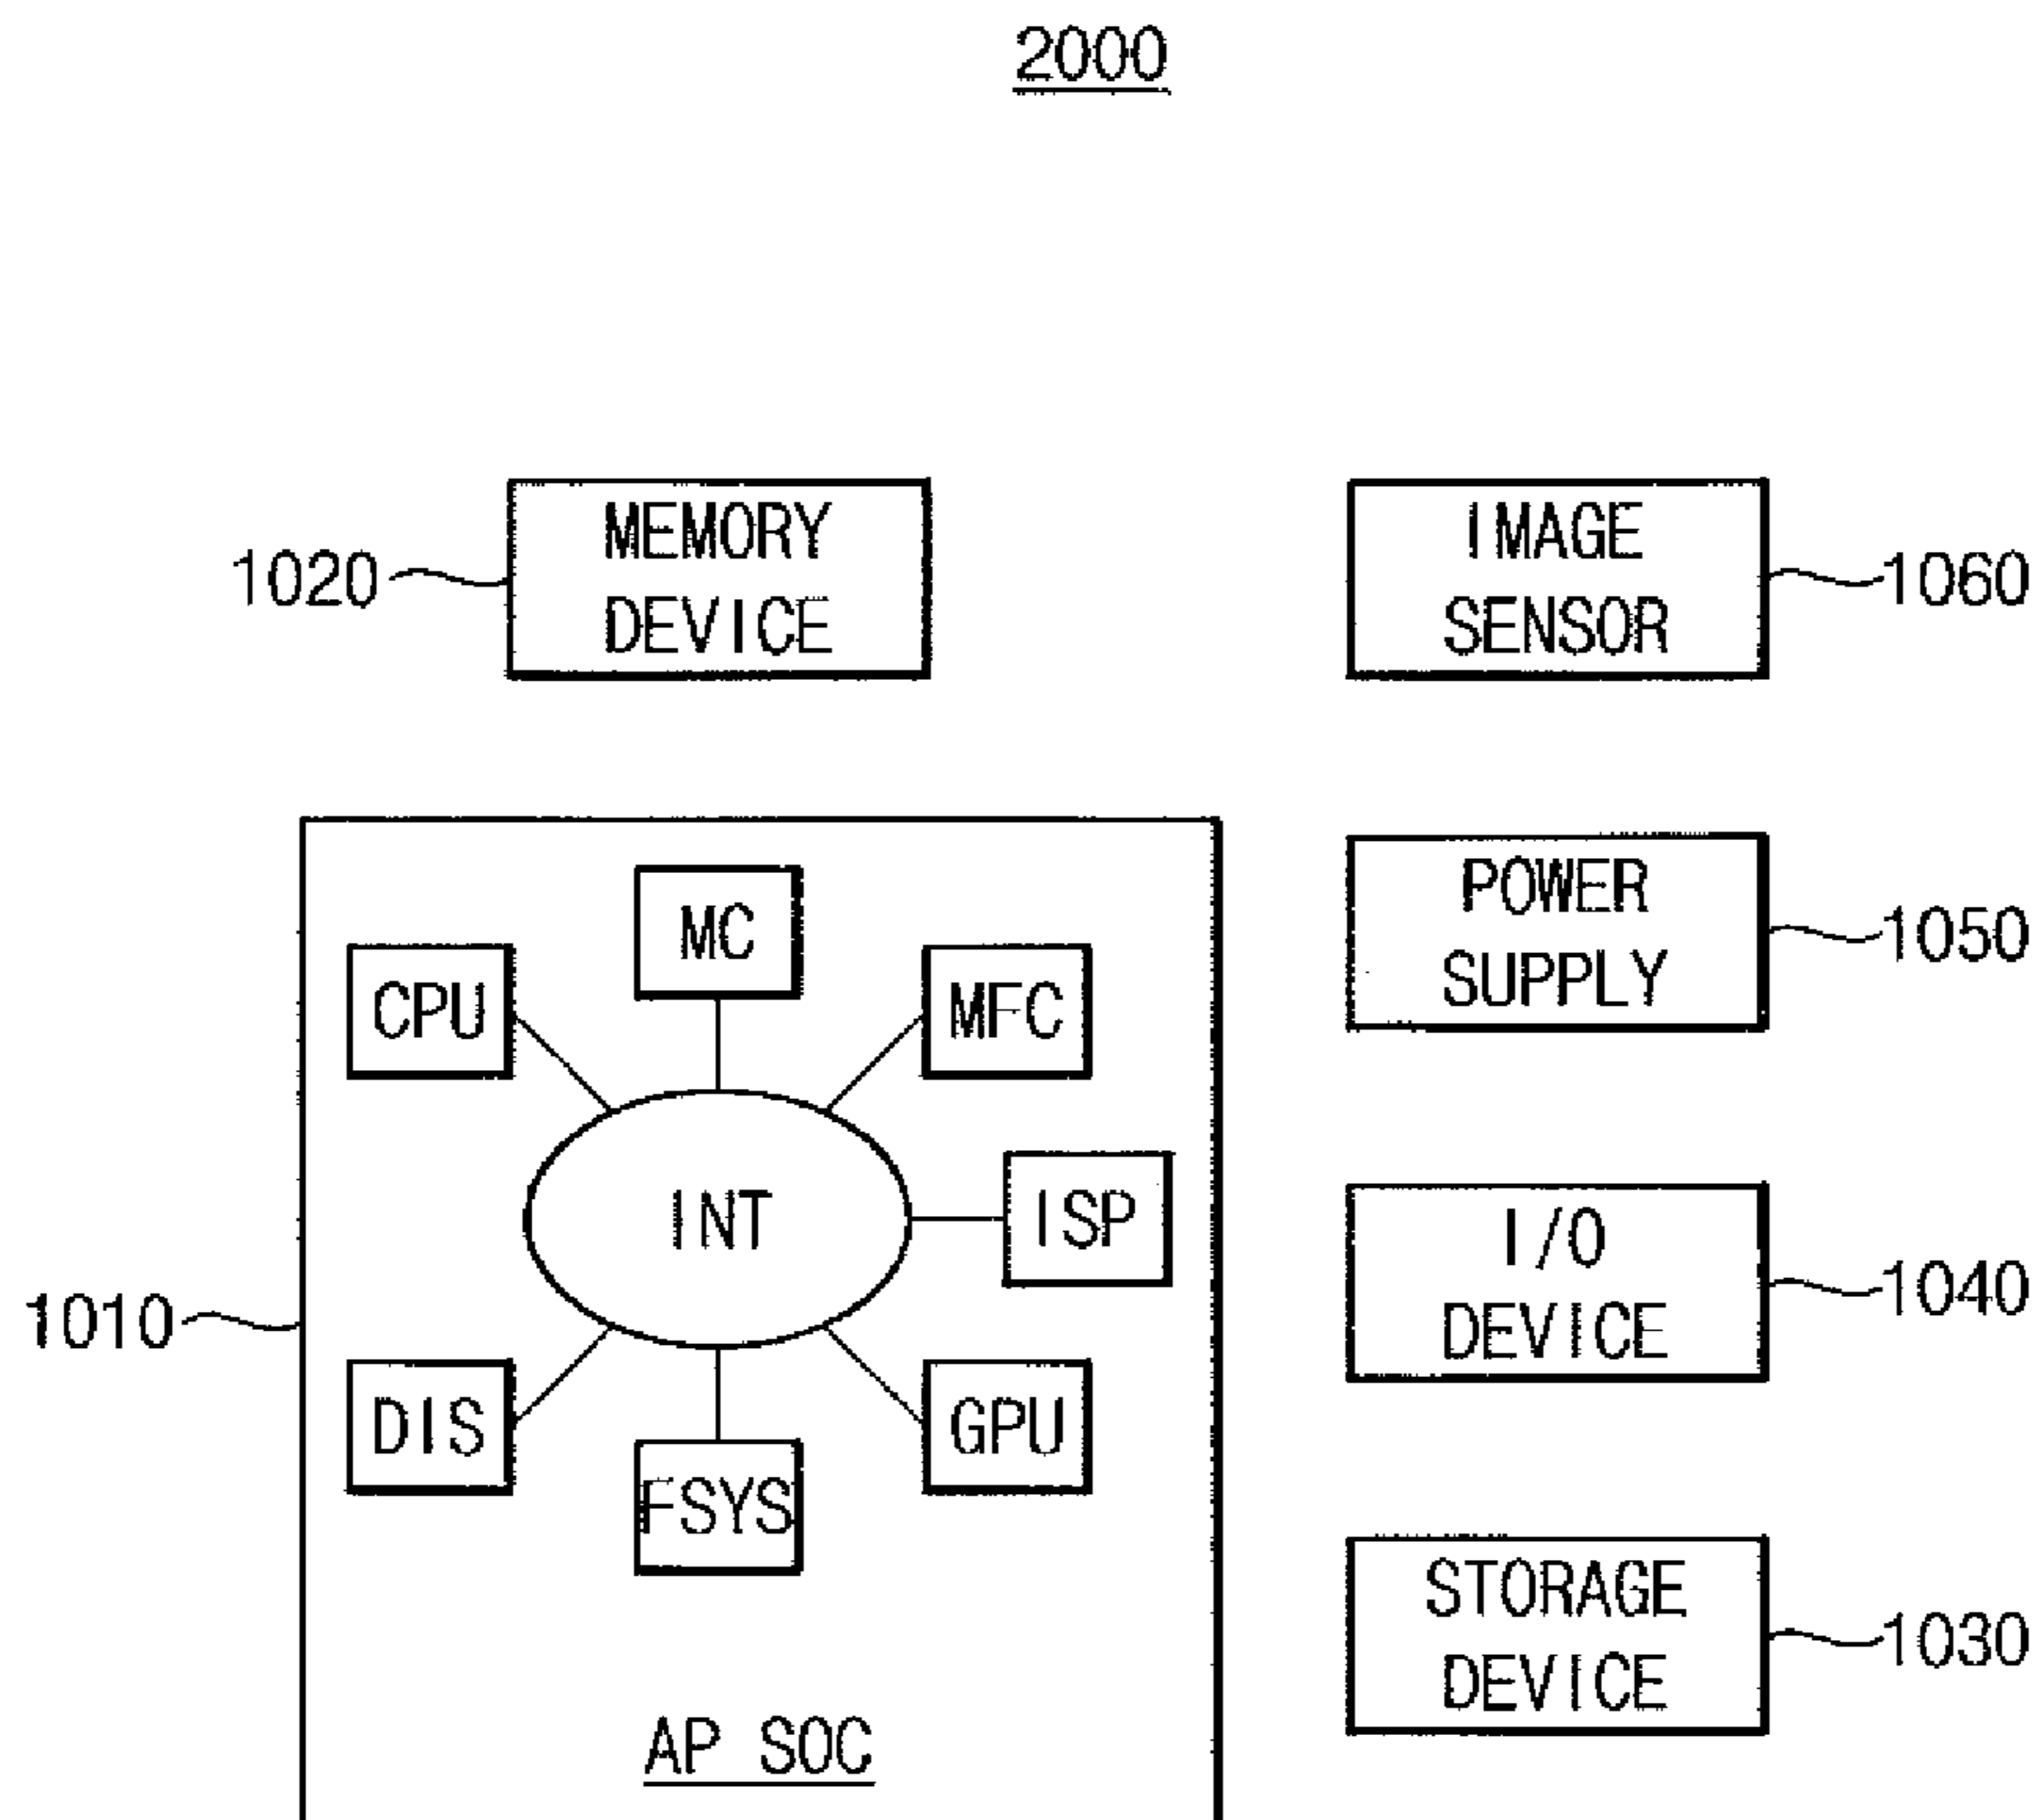 2000
MEMORY
DEVICE
1020
IMAGE
SENSOR
1060
MC
CPU
MFC
INT
ISP
DIS
GPU
FSYS
AP SOC
1010
POWER
SUPPLY
1050
I/O
DEVICE
1040
STORAGE
DEVICE
1030